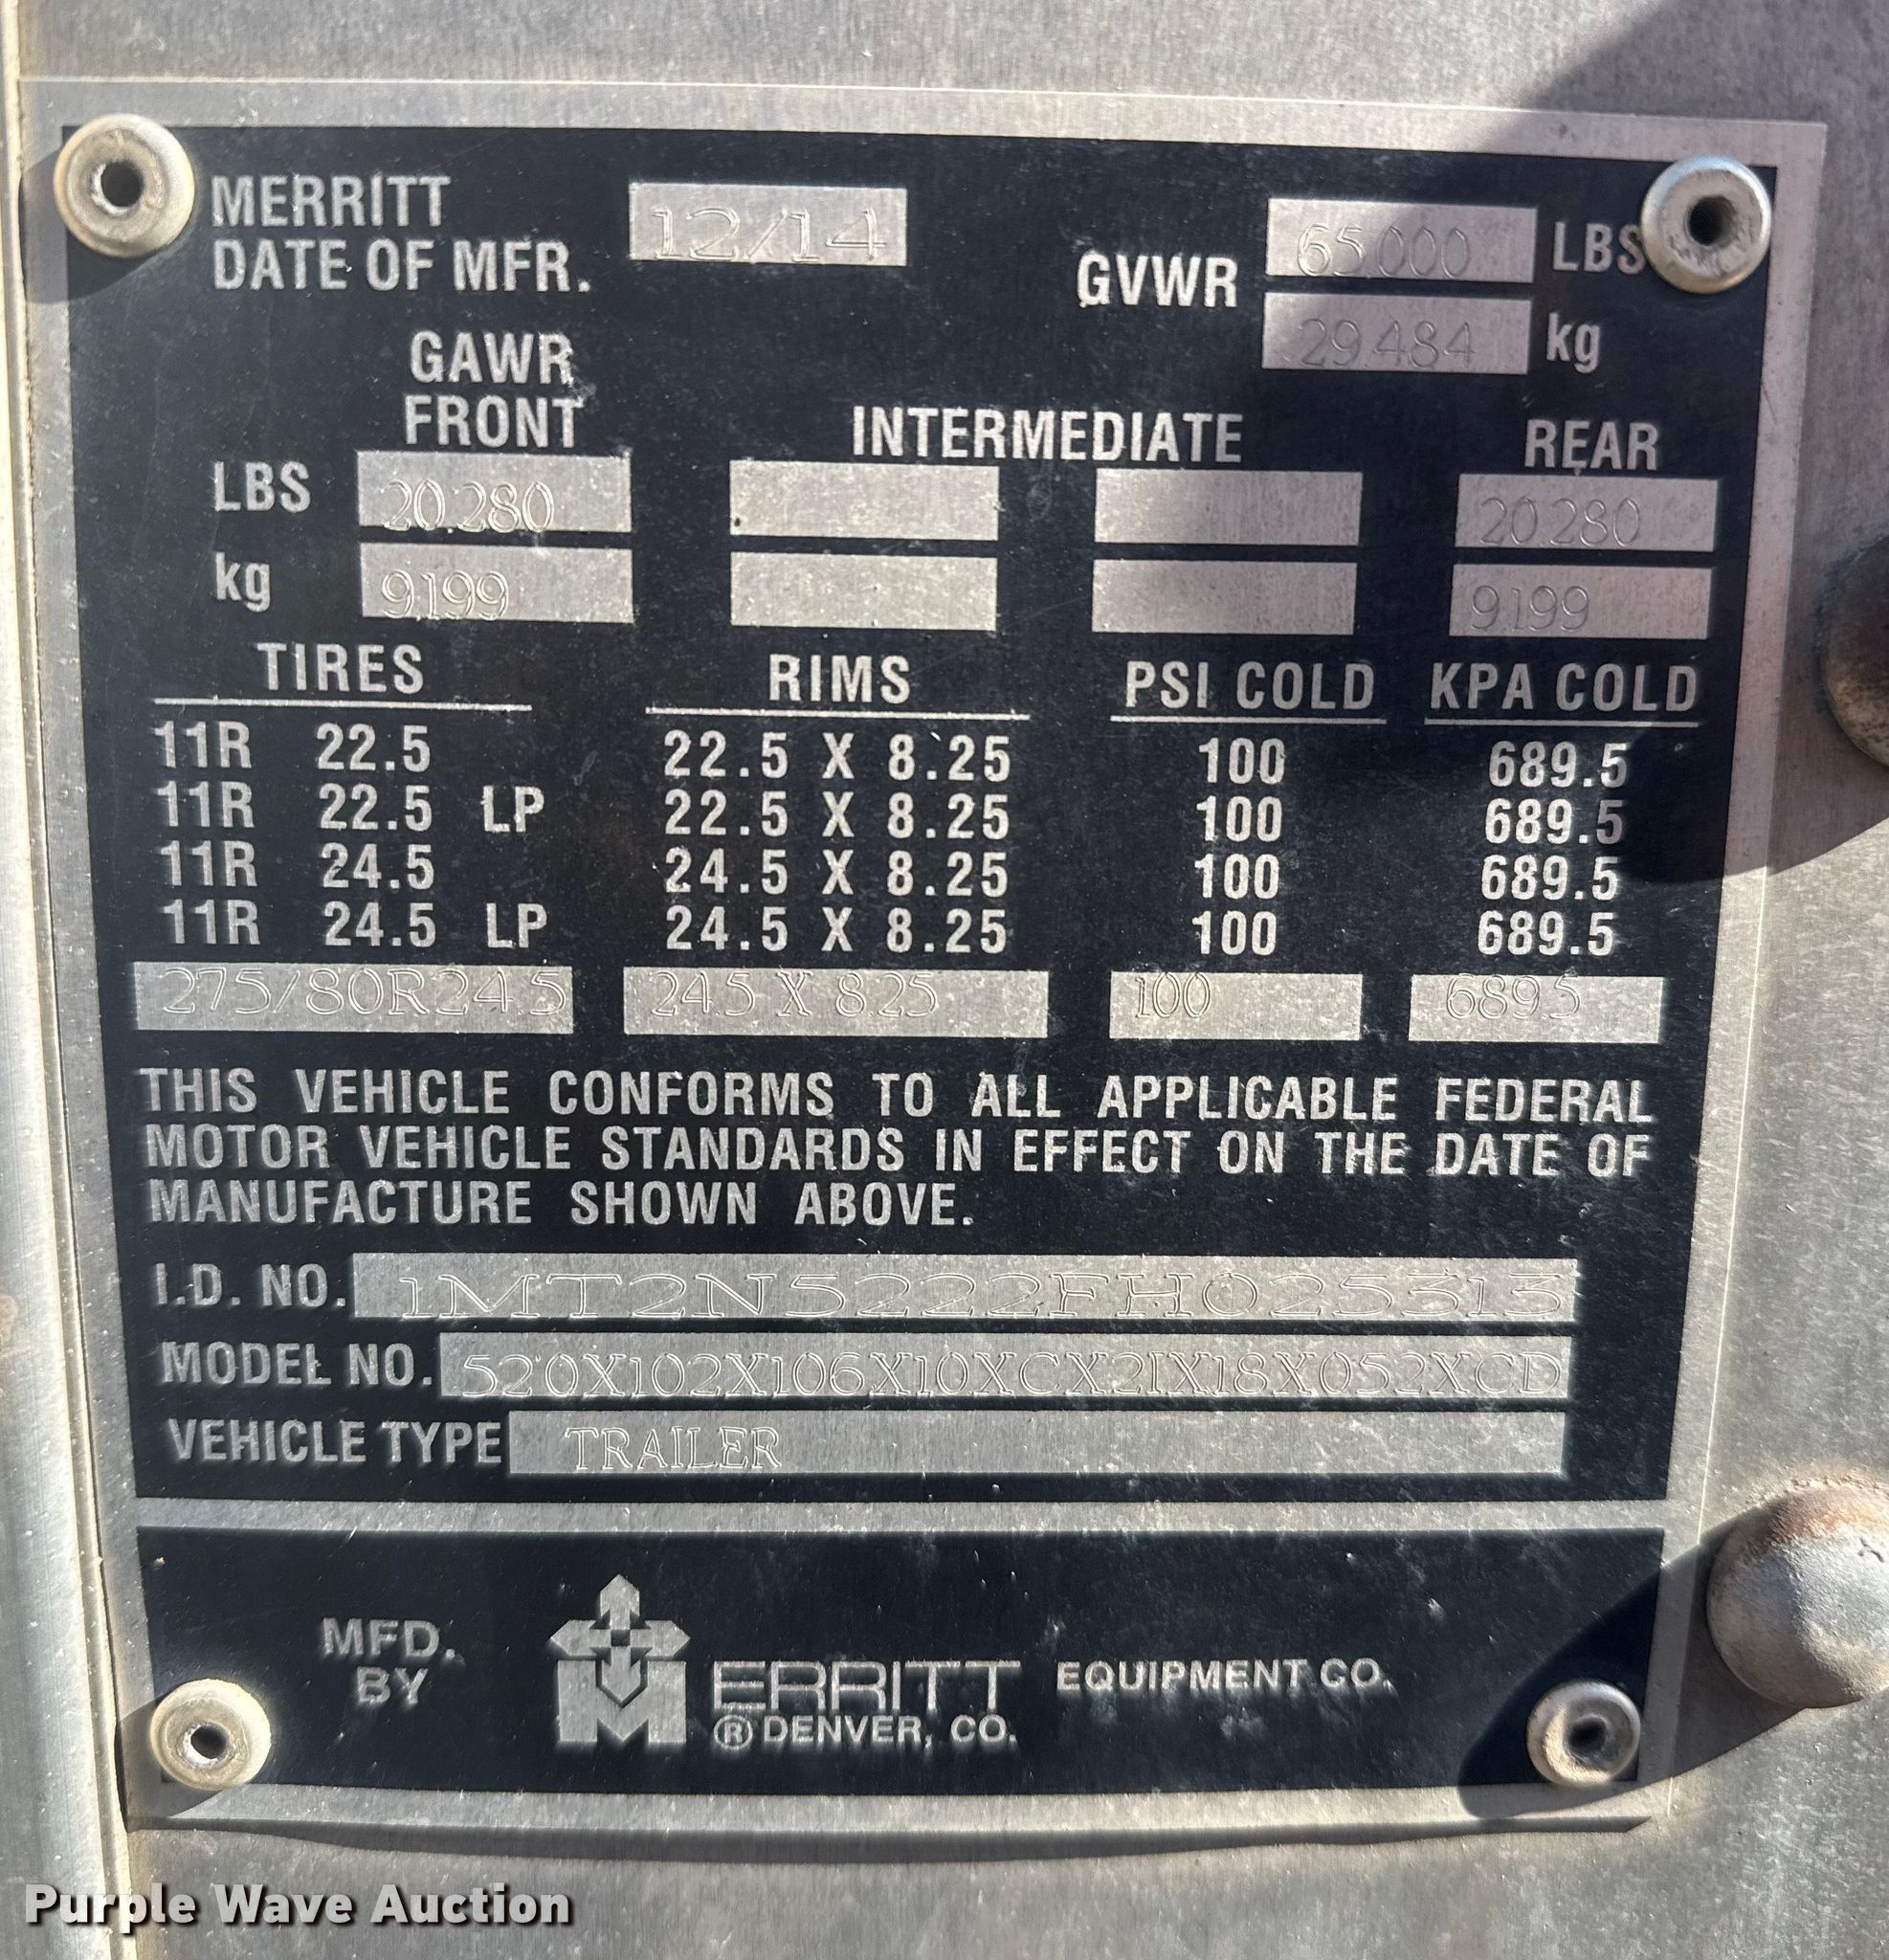 MERRITT
DATE OF MFR. 12/14
GVWR 65,000 LBS
29,484 kg
GAWR
FRONT INTERMEDIATE REAR
LBS 20,280 20,280
kg 9,199 9,199
TIRES RIMS PSI COLD KPA COLD
11R 22.5 22.5 X 8.25 100 689.5
11R 22.5 LP 22.5 X 8.25 100 689.5
11R 24.5 24.5 X 8.25 100 689.5
11R 24.5 LP 24.5 X 8.25 100 689.5
275/80R24.5 24.5 X 8.25 100 689.5
THIS VEHICLE CONFORMS TO ALL APPLICABLE FEDERAL
MOTOR VEHICLE STANDARDS IN EFFECT ON THE DATE OF
MANUFACTURE SHOWN ABOVE.
I.D. NO. 1MT2N5222FH025313
MODEL NO. 520X102X106X10XCX2IX18X052XCD
VEHICLE TYPE TRAILER
MFD.
BY
MERRITT EQUIPMENT CO.
® DENVER, CO.
Purple Wave Auction